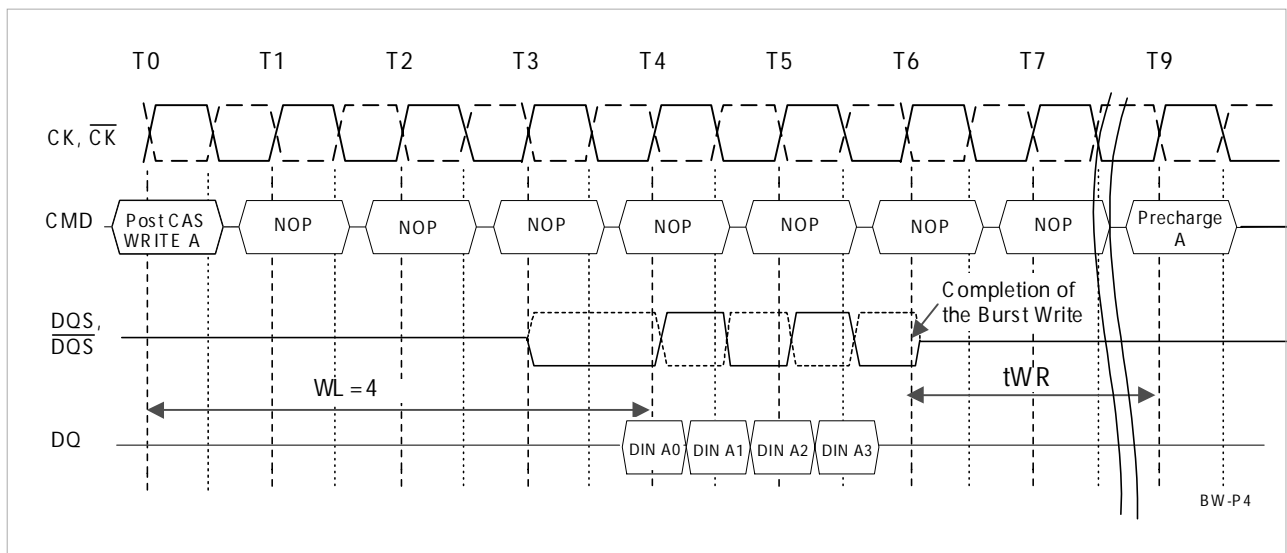 T0 T1 T2 T3 T4 T5 T6 T7 T9
CK, CK
CMD
Post CAS
WRITE A
NOP NOP NOP NOP NOP NOP NOP
Precharge
A
DQS,
DQS
Completion of
the Burst Write
WL = 4
tWR
DQ
DIN A0 DIN A1 DIN A2 DIN A3
BW-P4